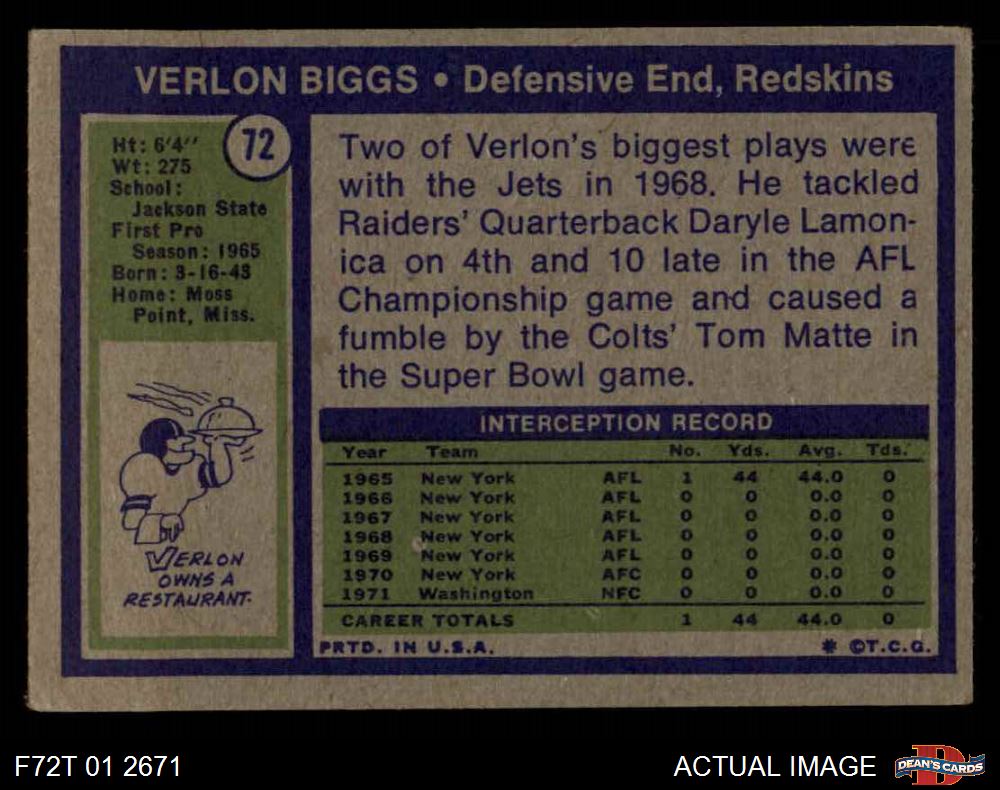 VERLON BIGGS • Defensive End, Redskins
72
Ht: 6'4''
Wt: 275
School:
Jackson State
First Pro
Season: 1965
Born: 3-16-43
Home: Moss
Point, Miss.
VERLON
OWNS A
RESTAURANT.
Two of Verlon's biggest plays were
with the Jets in 1968. He tackled
Raiders' Quarterback Daryle Lamon-
ica on 4th and 10 late in the AFL
Championship game and caused a
fumble by the Colts' Tom Matte in
the Super Bowl game.
INTERCEPTION RECORD
Year Team No. Yds. Avg. Tds.
1965 New York AFL 1 44 44.0 0
1966 New York AFL 0 0 0.0 0
1967 New York AFL 0 0 0.0 0
1968 New York AFL 0 0 0.0 0
1969 New York AFL 0 0 0.0 0
1970 New York AFC 0 0 0.0 0
1971 Washington NFC 0 0 0.0 0
CAREER TOTALS 1 44 44.0 0
PRTD. IN U.S.A. * ©T.C.G.
F72T 01 2671 ACTUAL IMAGE DEAN'S CARDS